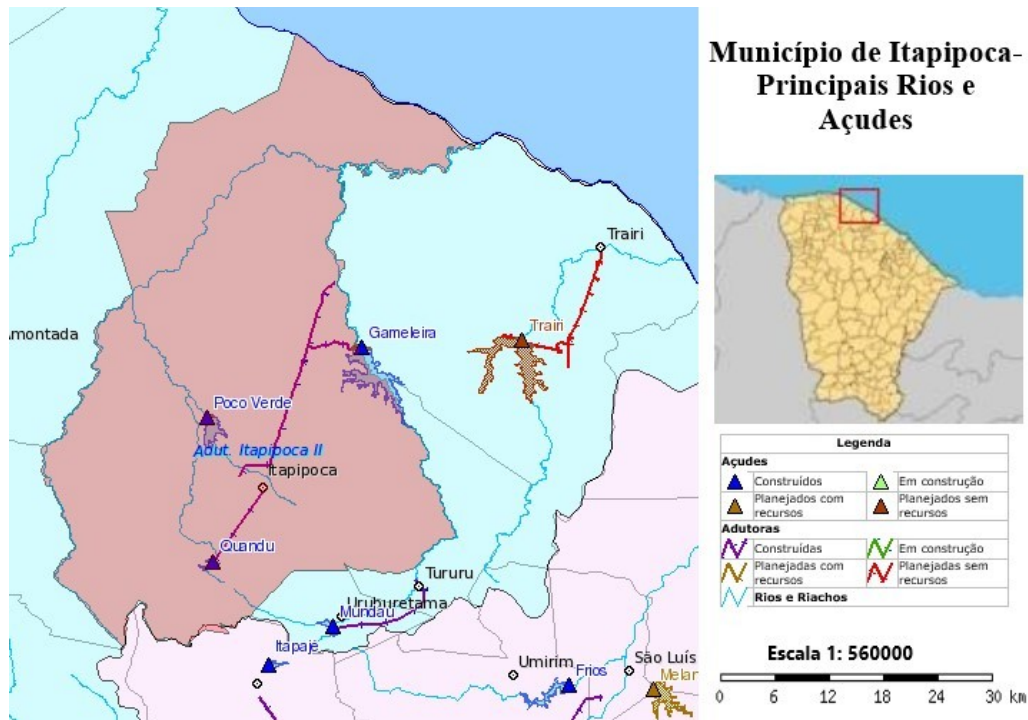 Município de Itapipoca-
Principais Rios e
Açudes
Trairi
Amontada
Trairi
Gameleira
Poco Verde
Adut. Itapipoca II
Itapipoca
Quandu
Tururu
Uruburetama
Mundaú
Itapajé
Umirim
São Luís
Frios
Melan
Legenda
Açudes
Construídos
Em construção
Planejados com recursos
Planejados sem recursos
Adutoras
Construídas
Em construção
Planejadas com recursos
Planejadas sem recursos
Rios e Riachos
Escala 1: 560000
0 6 12 18 24 30 km